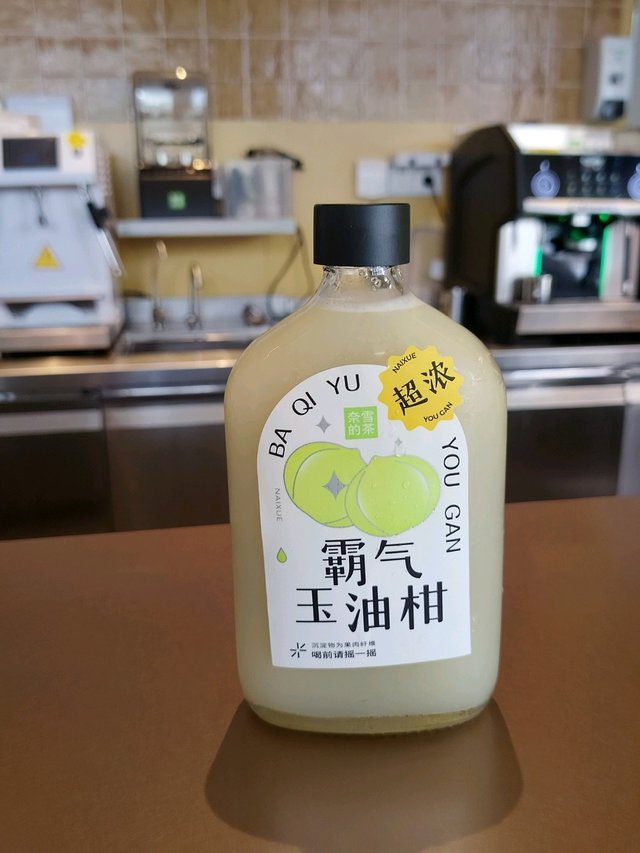 BA QI YU YOU GAN
NAIXUE
超浓
YOU GAN
奈雪
的茶
NAIXUE
霸气
玉油柑
沉淀物为果肉纤维
喝前请摇一摇